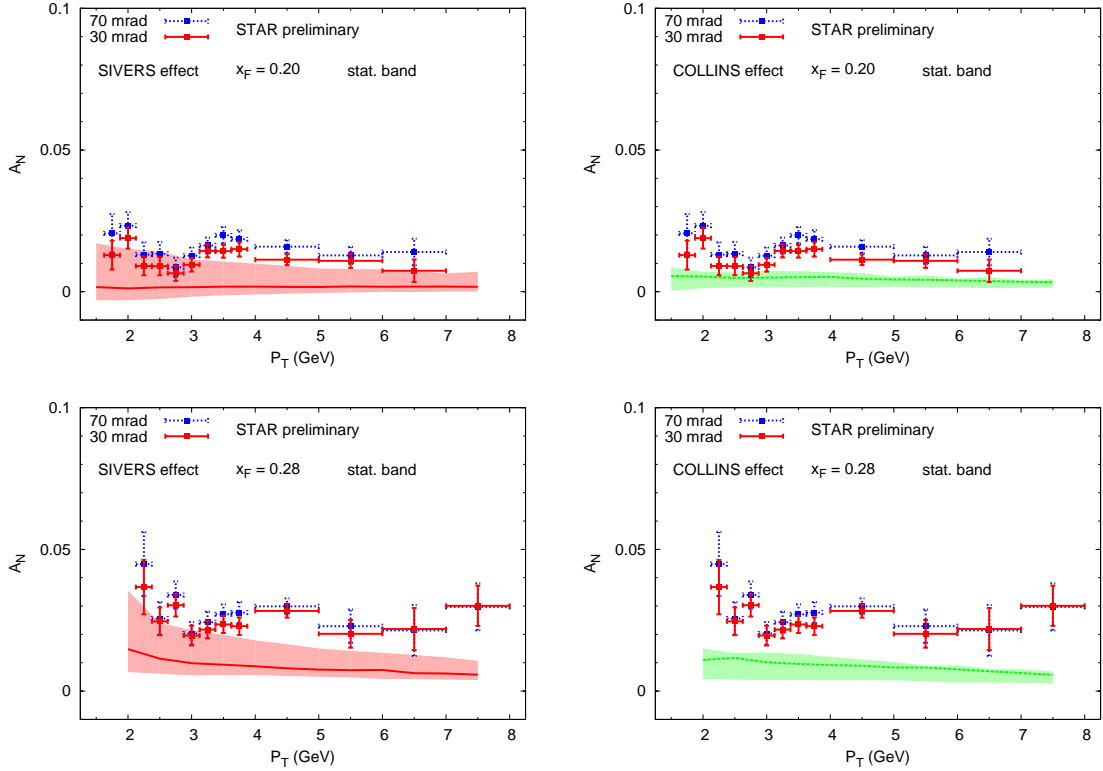 0.1
70 mrad
30 mrad
STAR preliminary
SIVERS effect x_F = 0.20 stat. band
0.05
A_N
0
2 3 4 5 6 7 8
P_T (GeV)
0.1
70 mrad
30 mrad
STAR preliminary
COLLINS effect x_F = 0.20 stat. band
0.05
A_N
0
2 3 4 5 6 7 8
P_T (GeV)
0.1
70 mrad
30 mrad
STAR preliminary
SIVERS effect x_F = 0.28 stat. band
0.05
A_N
0
2 3 4 5 6 7 8
P_T (GeV)
0.1
70 mrad
30 mrad
STAR preliminary
COLLINS effect x_F = 0.28 stat. band
0.05
A_N
0
2 3 4 5 6 7 8
P_T (GeV)